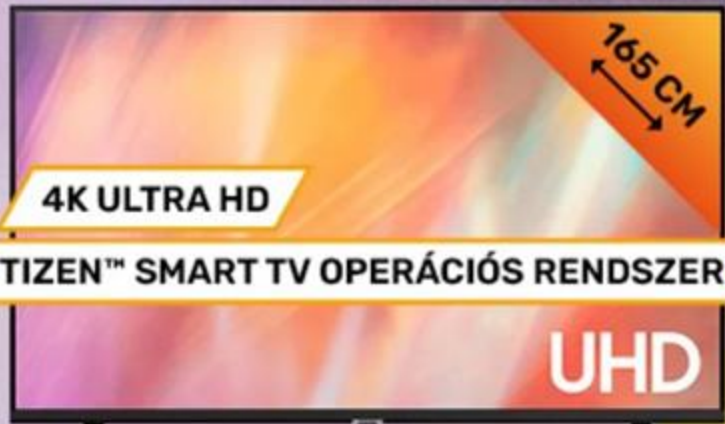 165 CM
4K ULTRA HD
TIZEN™ SMART TV OPERÁCIÓS RENDSZER
UHD